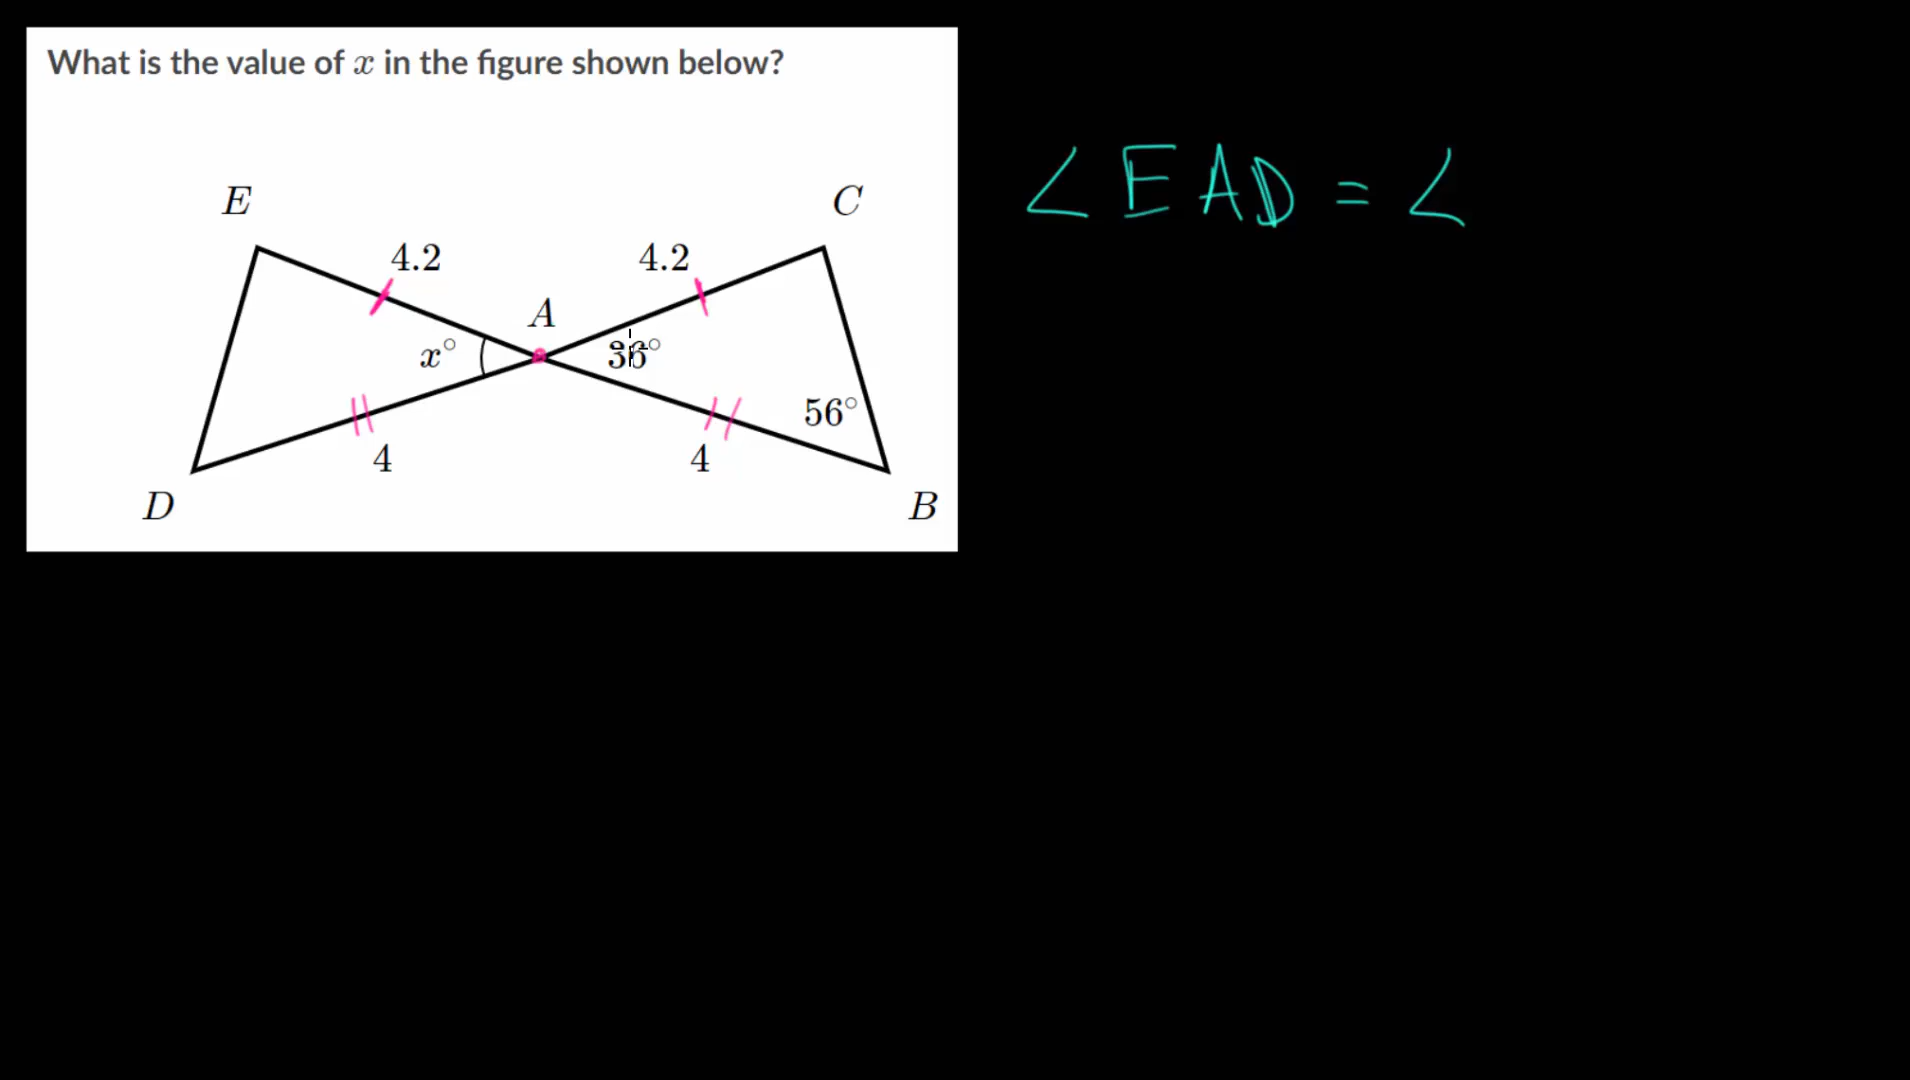 What is the value of x in the figure shown below?
∠EAD = ∠
E
C
4.2
4.2
A
x°
36°
56°
4
4
D
B